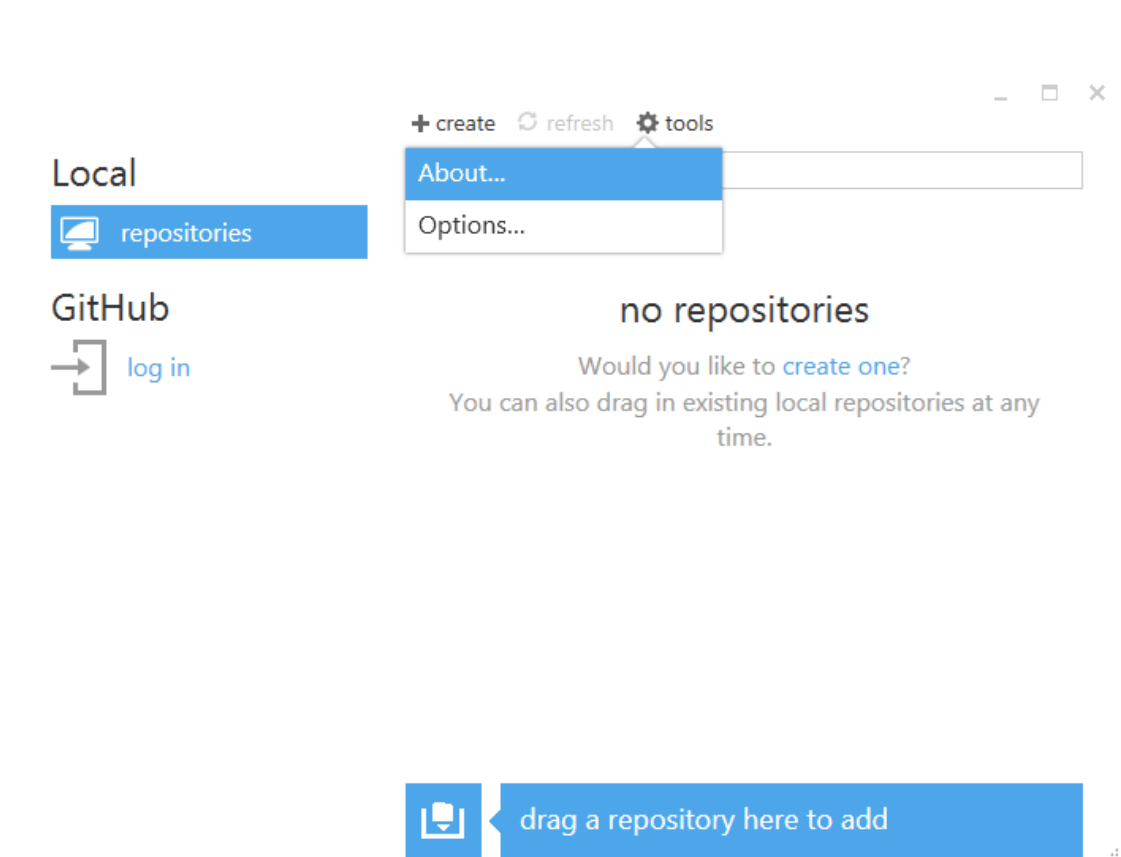 create refresh tools
Local
About...
repositories
Options...
GitHub
log in
no repositories
Would you like to create one?
You can also drag in existing local repositories at any
time.
drag a repository here to add